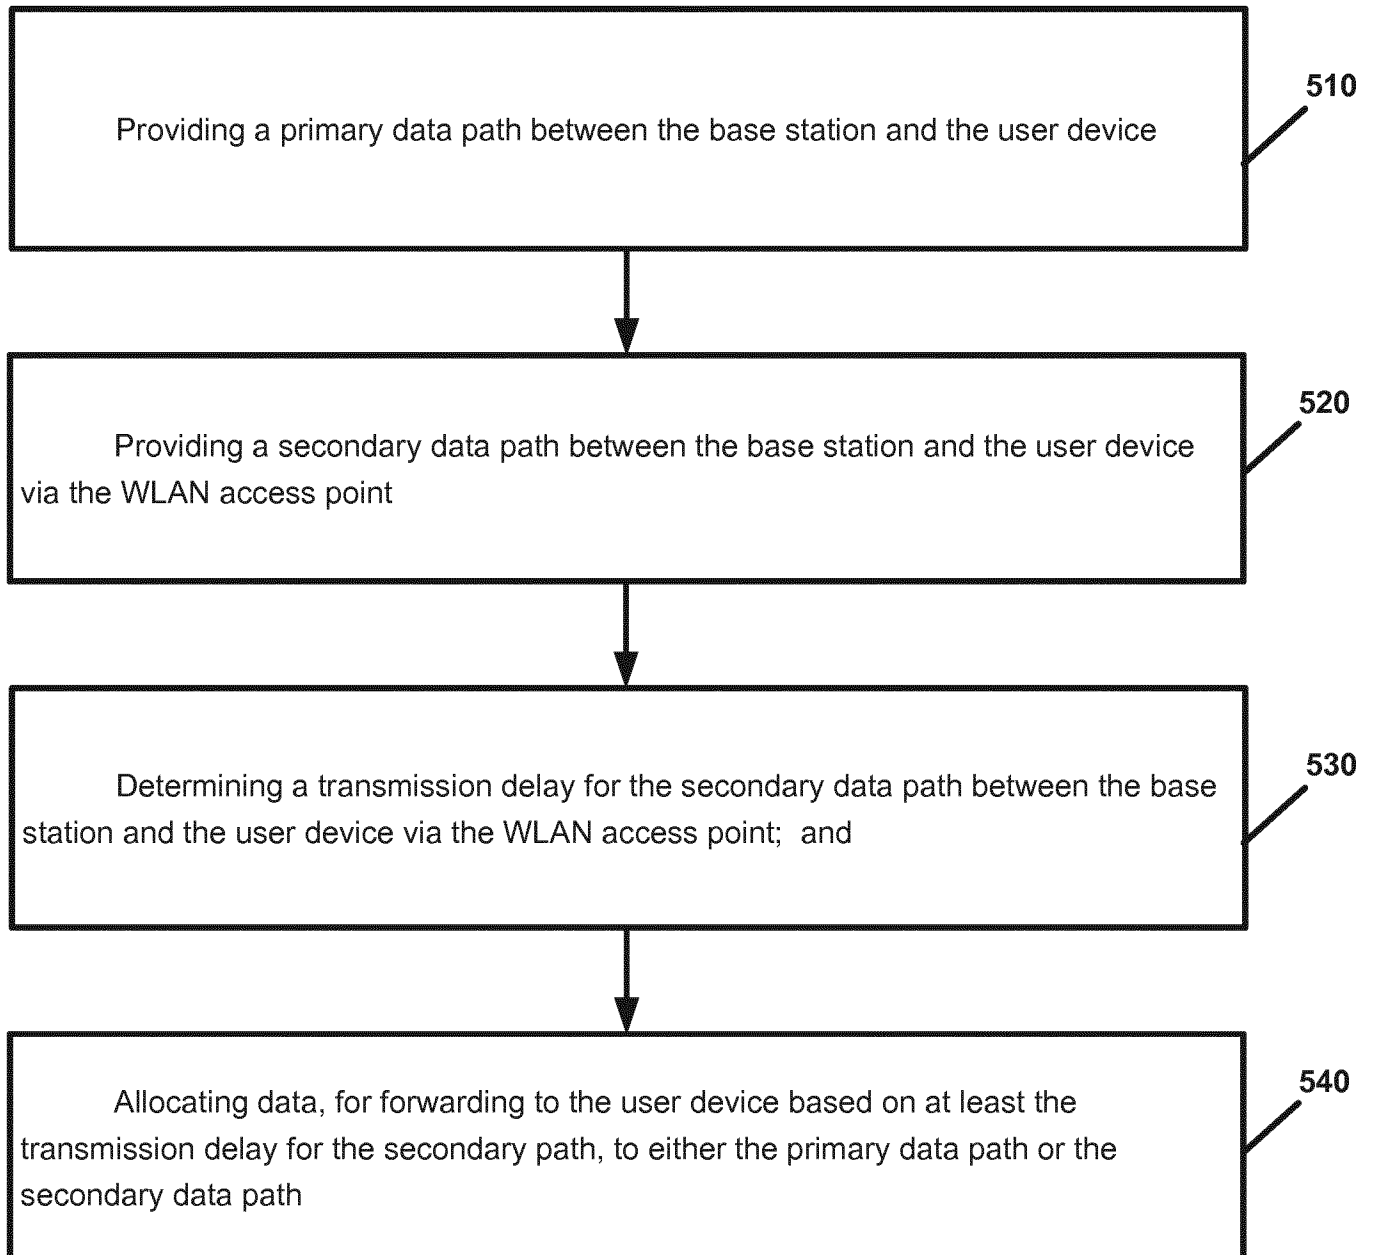 510
Providing a primary data path between the base station and the user device
520
Providing a secondary data path between the base station and the user device
via the WLAN access point
530
Determining a transmission delay for the secondary data path between the base
station and the user device via the WLAN access point;  and
540
Allocating data, for forwarding to the user device based on at least the
transmission delay for the secondary path, to either the primary data path or the
secondary data path